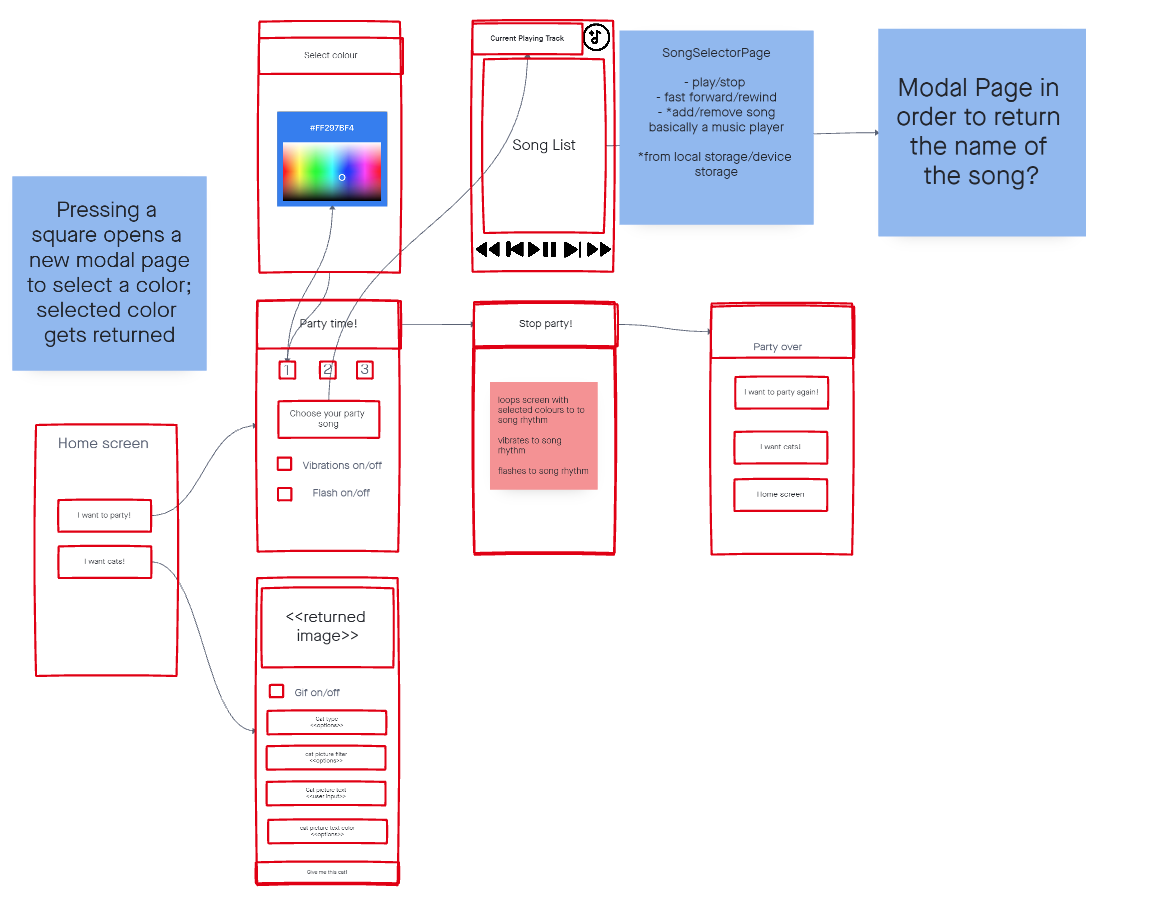 Select colour
#FF297BF4
Current Playing Track
Song List
SongSelectorPage
- play/stop
- fast forward/rewind
- *add/remove song
basically a music player
*from local storage/device
storage
Modal Page in
order to return
the name of
the song?
Pressing a
square opens a
new modal page
to select a color;
selected color
gets returned
Party time!
1
2
3
Choose your party
song
Vibrations on/off
Flash on/off
Stop party!
loops screen with
selected colours to to
song rhythm
vibrates to song
rhythm
flashes to song rhythm
Party over
I want to party again!
I want cats!
Home screen
Home screen
I want to party!
I want cats!
<<returned
image>>
Gif on/off
Cat type
<<options>>
cat picture filter
<<options>>
Cat picture text
<<user input>>
cat picture text color
<<options>>
Give me this cat!